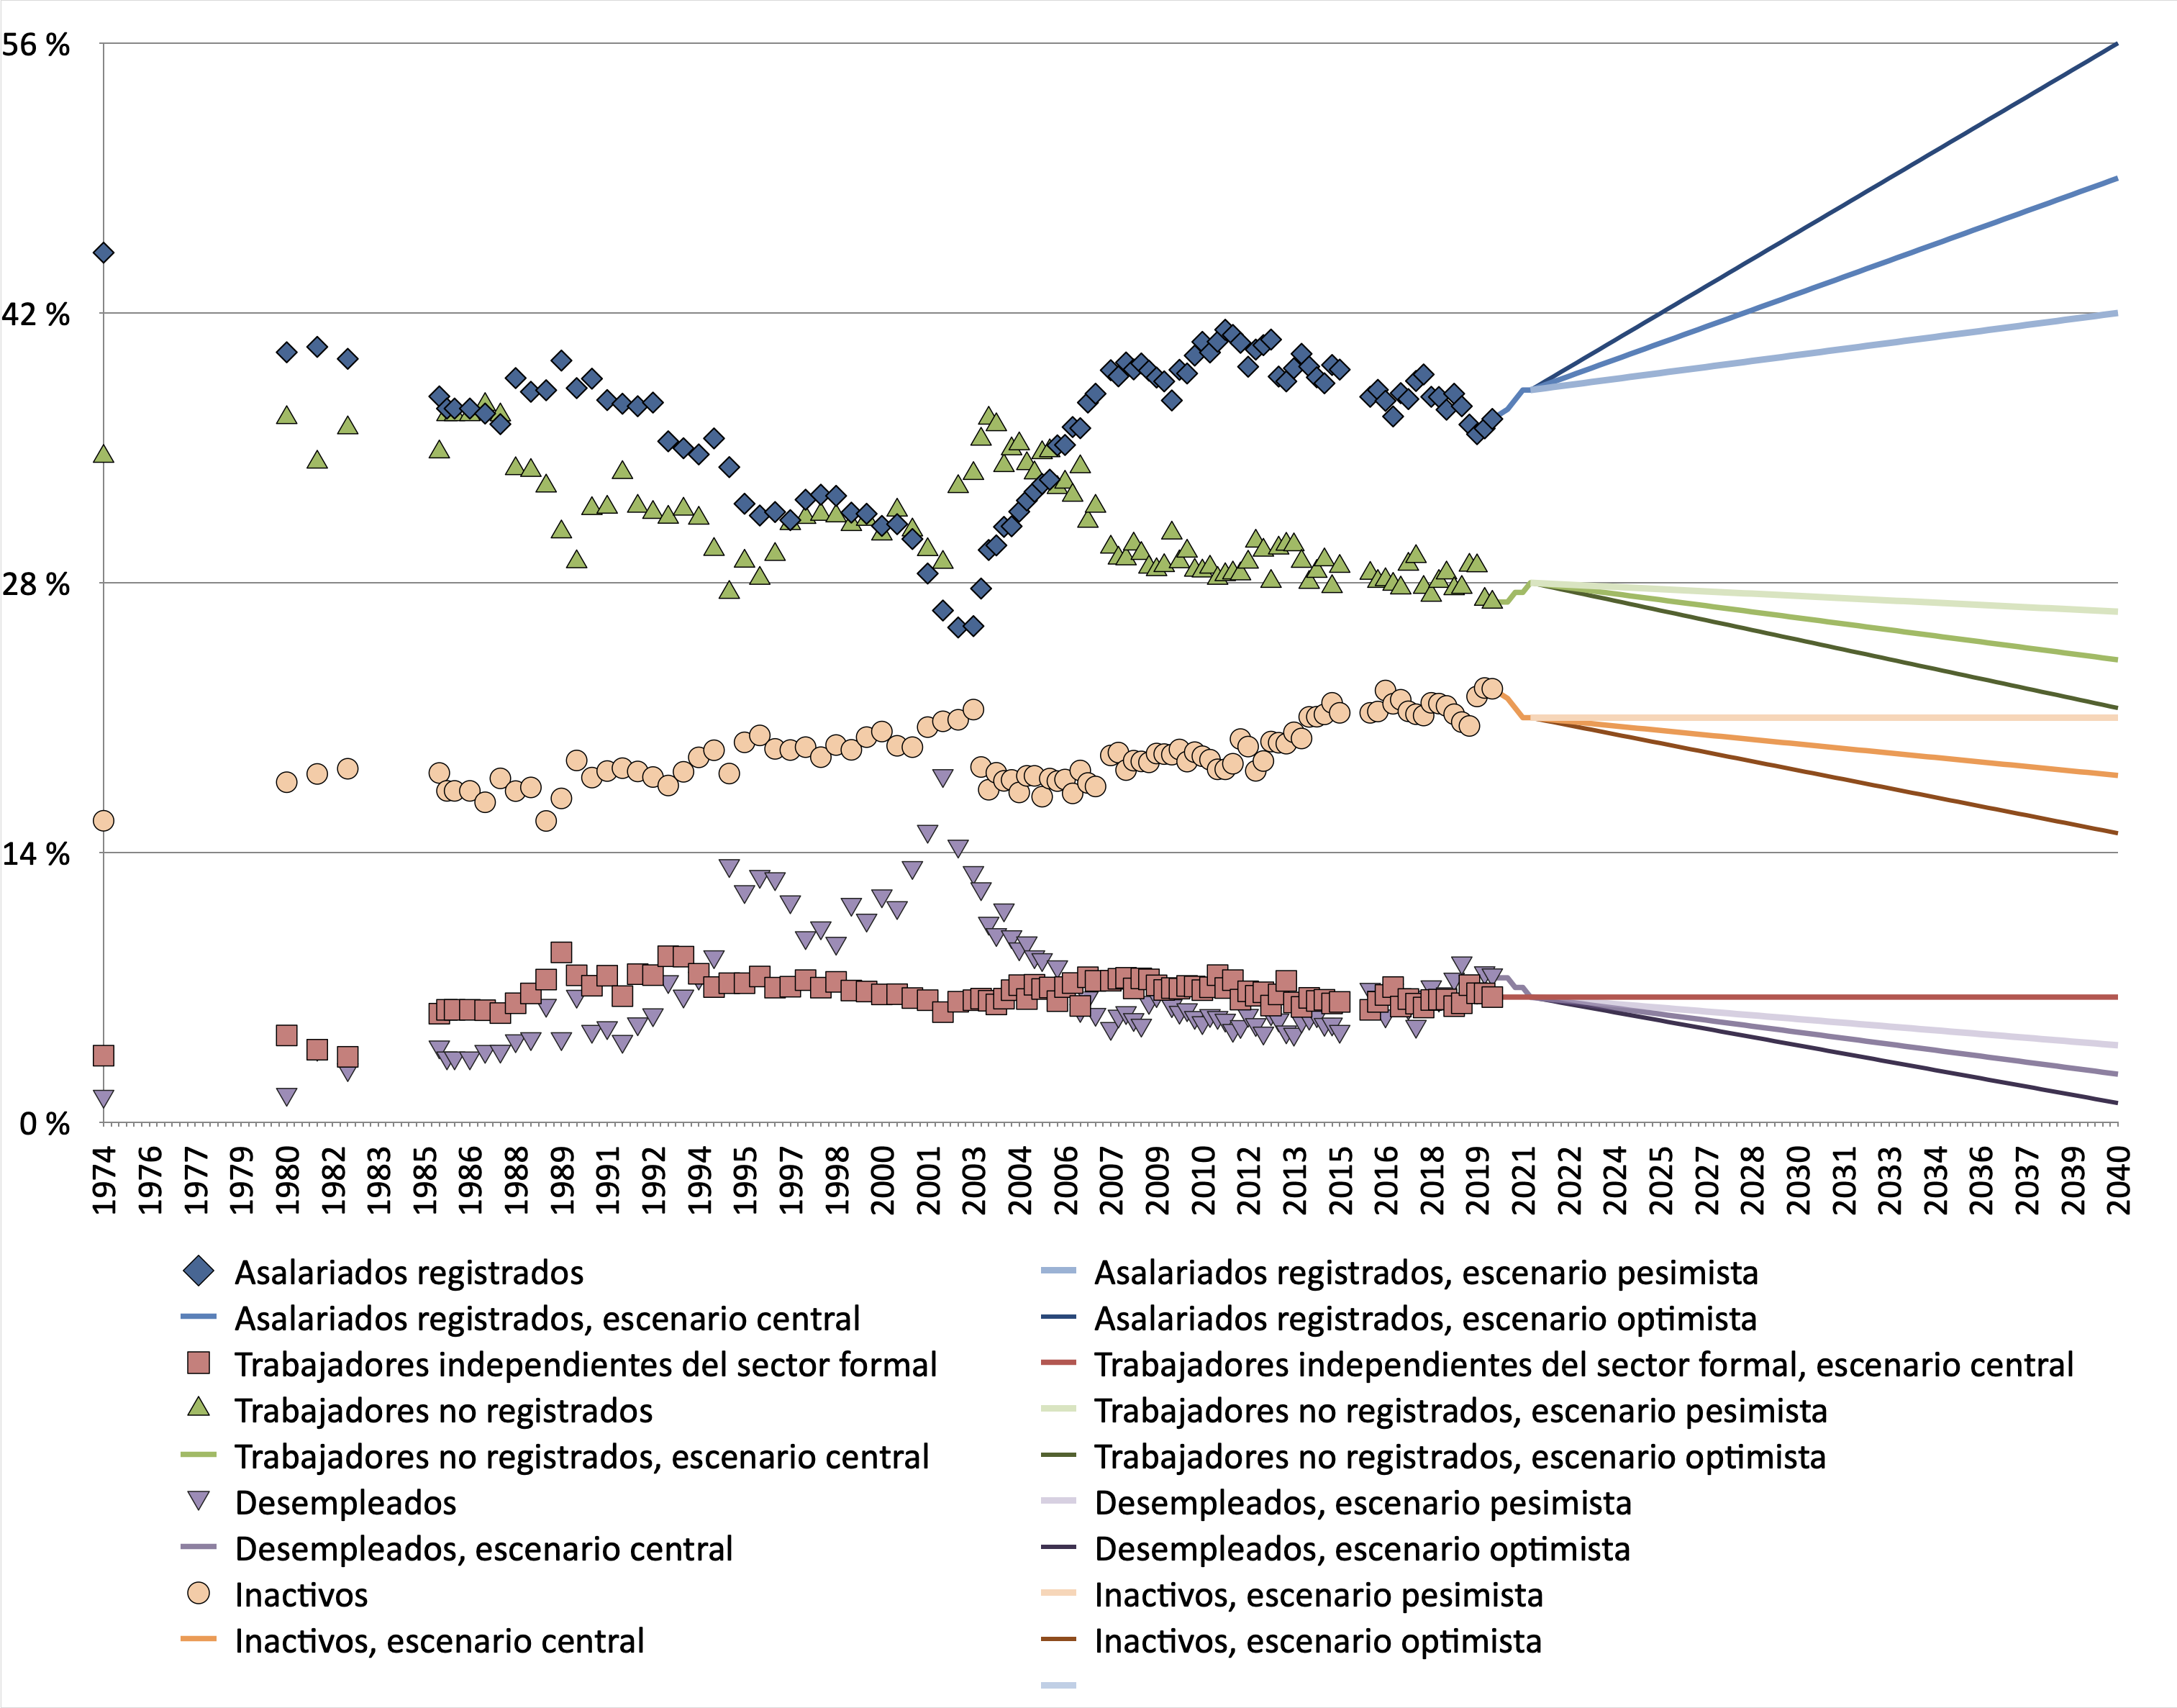 56 %
42 %
28 %
14 %
0 %
1974 1976 1977 1979 1980 1982 1983 1985 1986 1988 1989 1991 1992 1994 1995 1997 1998 2000 2001 2003 2004 2006 2007 2009 2010 2012 2013 2015 2016 2018 2019 2021 2022 2024 2025 2027 2028 2030 2031 2033 2034 2036 2037 2039 2040
Asalariados registrados
Asalariados registrados, escenario pesimista
Asalariados registrados, escenario central
Asalariados registrados, escenario optimista
Trabajadores independientes del sector formal
Trabajadores independientes del sector formal, escenario central
Trabajadores no registrados
Trabajadores no registrados, escenario pesimista
Trabajadores no registrados, escenario central
Trabajadores no registrados, escenario optimista
Desempleados
Desempleados, escenario pesimista
Desempleados, escenario central
Desempleados, escenario optimista
Inactivos
Inactivos, escenario pesimista
Inactivos, escenario central
Inactivos, escenario optimista